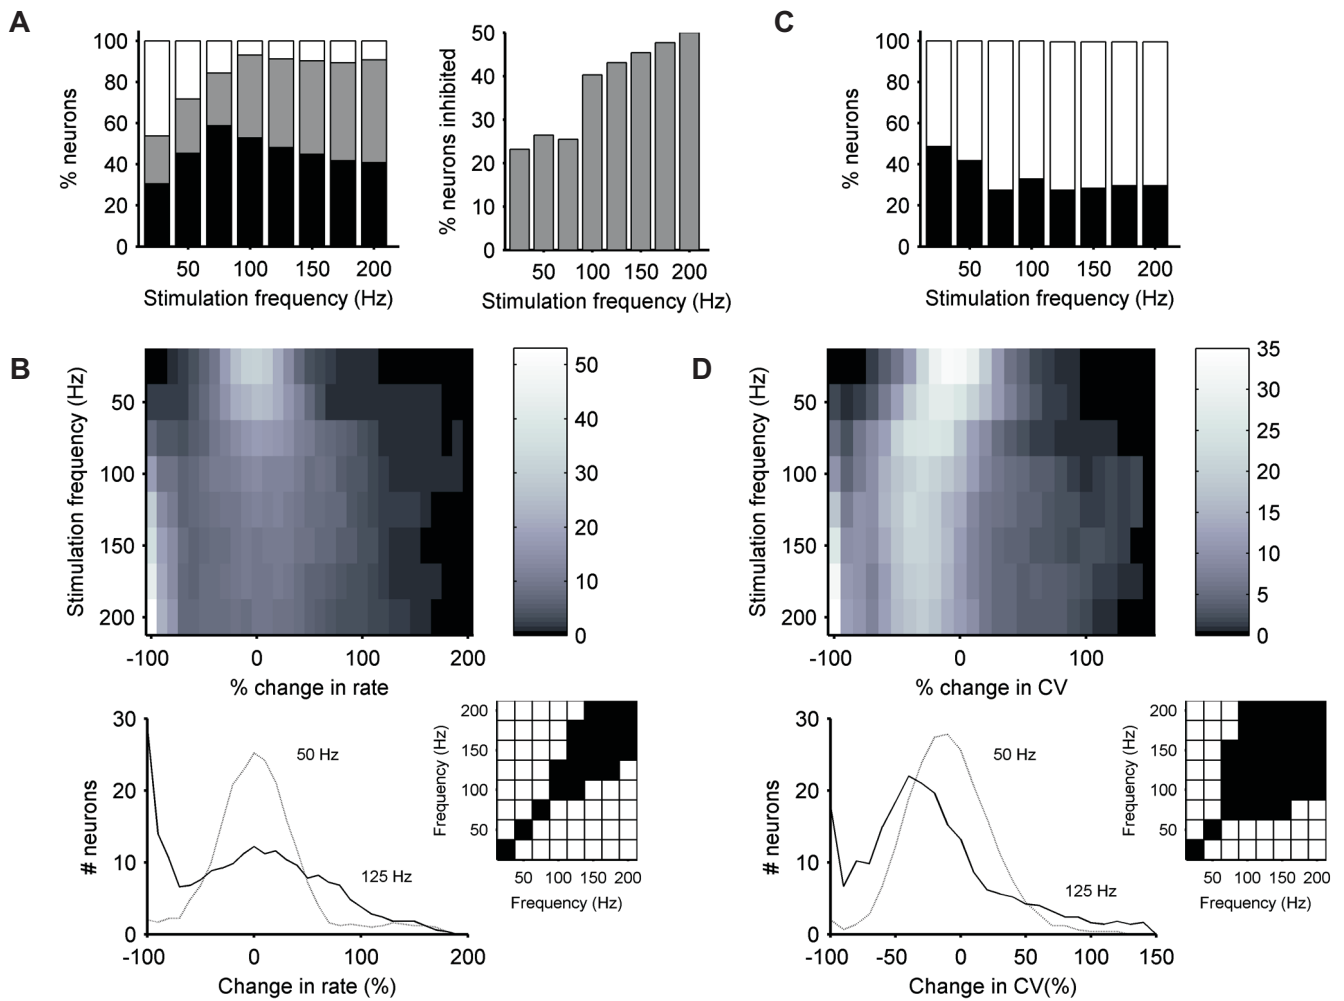 A
% neurons
100
80
60
40
20
0
50 100 150 200
Stimulation frequency (Hz)
% neurons inhibited
50
40
30
20
10
0
50 100 150 200
Stimulation frequency (Hz)
C
% neurons
100
80
60
40
20
0
50 100 150 200
Stimulation frequency (Hz)
B
Stimulation frequency (Hz)
50
100
150
200
-100 0 100 200
% change in rate
50
40
30
20
10
0
# neurons
30
20
10
0
50 Hz
125 Hz
-100 0 100 200
Change in rate (%)
Frequency (Hz)
200
150
100
50
50 100 150 200
Frequency (Hz)
D
Stimulation frequency (Hz)
50
100
150
200
-100 0 100
% change in CV
35
30
25
20
15
10
5
0
# neurons
30
20
10
0
50 Hz
125 Hz
-100 -50 0 50 100 150
Change in CV(%)
Frequency (Hz)
200
150
100
50
50 100 150 200
Frequency (Hz)